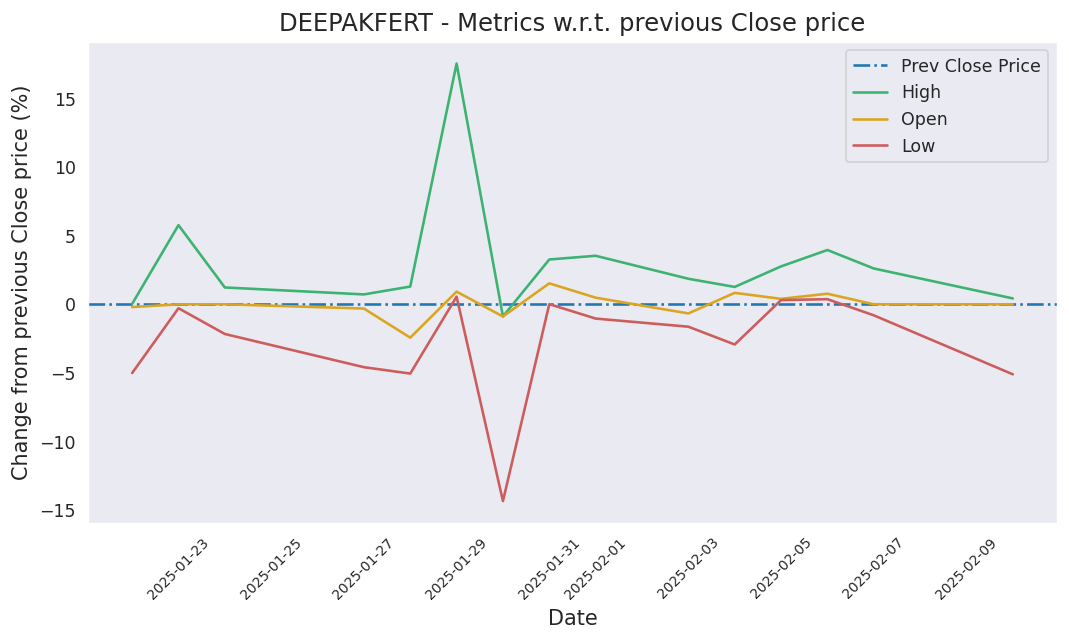 DEEPAKFERT - Metrics w.r.t. previous Close price
Prev Close Price
High
Open
Low
Change from previous Close price (%)
15
10
5
0
−5
−10
−15
2025-01-23
2025-01-25
2025-01-27
2025-01-29
2025-01-31
2025-02-01
2025-02-03
2025-02-05
2025-02-07
2025-02-09
Date